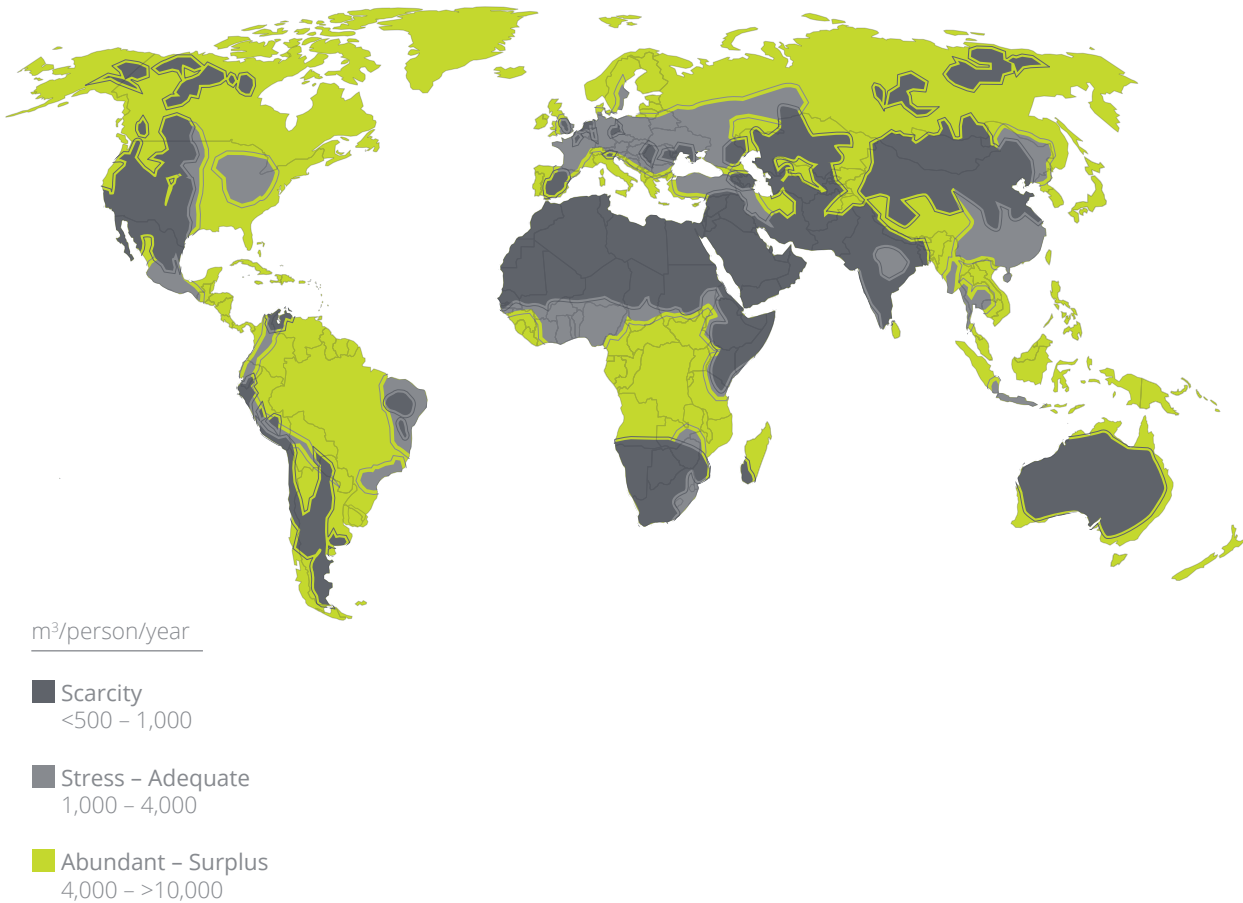 m³/person/year
Scarcity
<500 – 1,000
Stress – Adequate
1,000 – 4,000
Abundant – Surplus
4,000 – >10,000